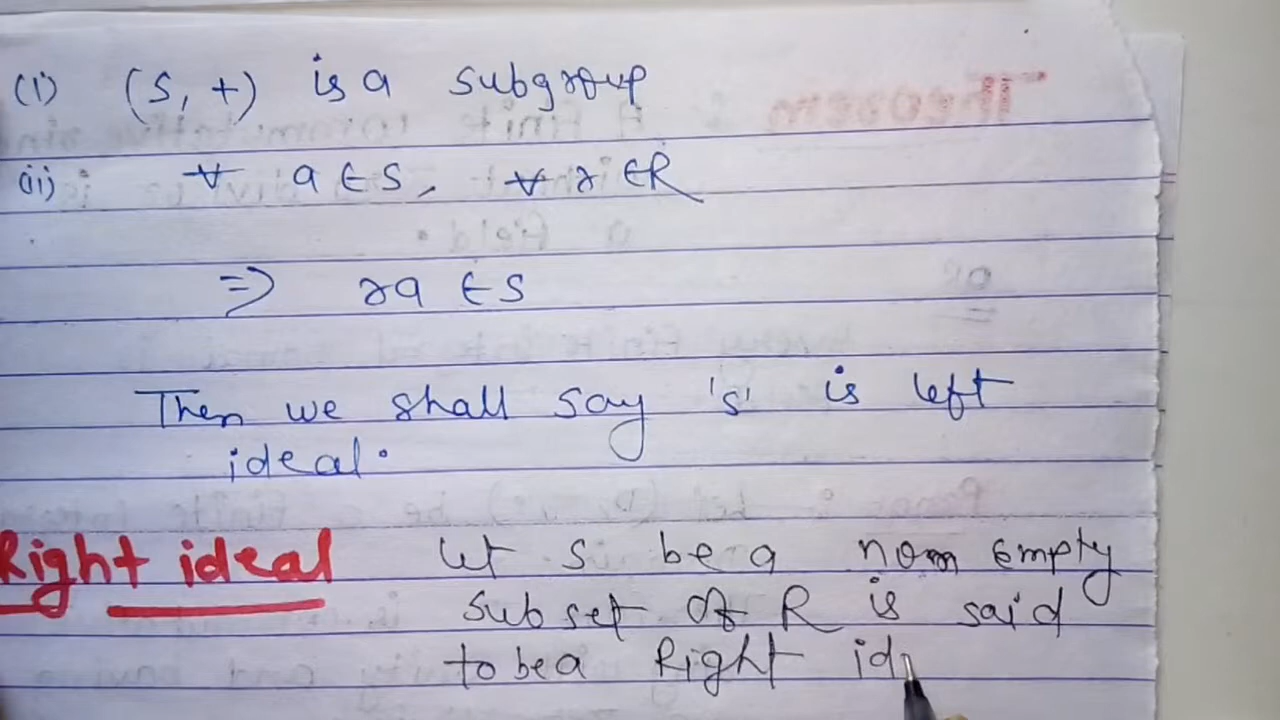 (i) (S, +) is a subgroup
(ii) ∀ a ∈ S, ∀ r ∈ R
⇒ ra ∈ S
Then we shall say 's' is left
ideal.
Right ideal Let S be a non empty
subset of R is said
to be a Right id